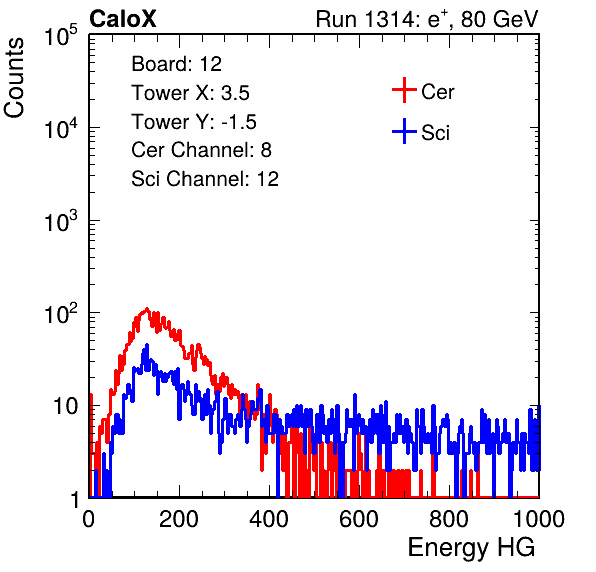 CaloX Run 1314: e⁺, 80 GeV
Counts
Board: 12
Tower X: 3.5
Tower Y: -1.5
Cer Channel: 8
Sci Channel: 12
Cer
Sci
10⁵
10⁴
10³
10²
10
1
0 200 400 600 800 1000
Energy HG